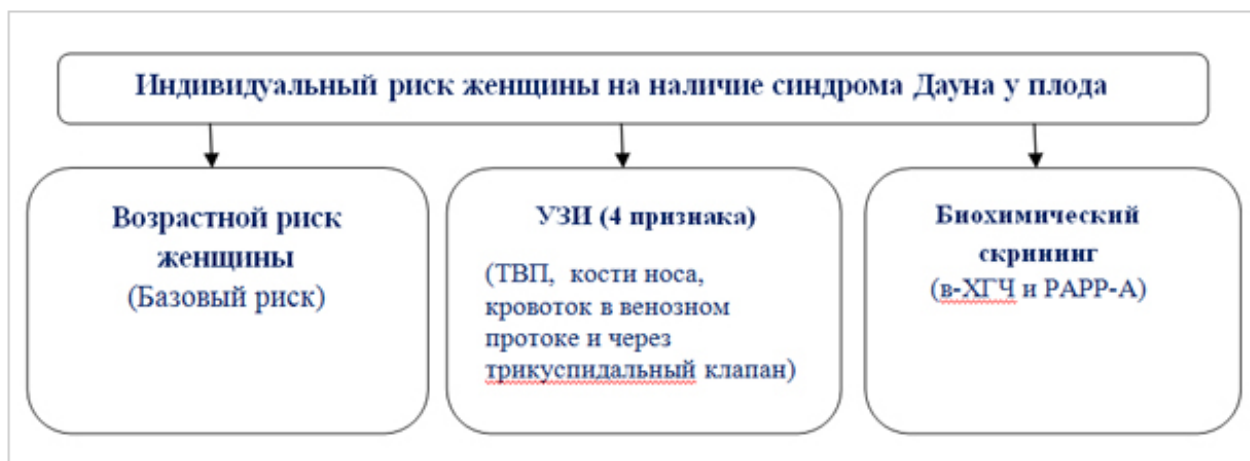 Индивидуальный риск женщины на наличие синдрома Дауна у плода
Возрастной риск
женщины
(Базовый риск)
УЗИ (4 признака)
(ТВП, кости носа,
кровоток в венозном
протоке и через
трикуспидальный клапан)
Биохимический
скрининг
(в-ХГЧ и РАРР-А)